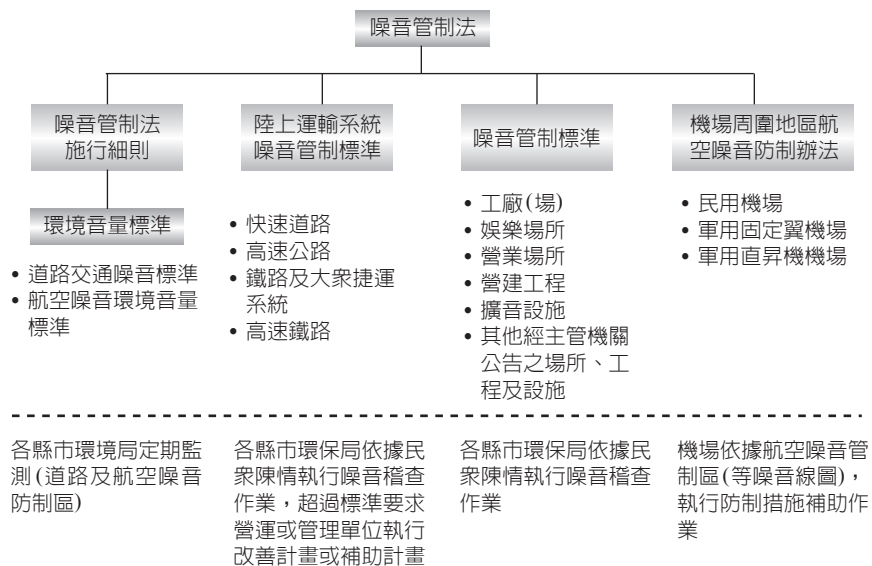 噪音管制法
噪音管制法
施行細則
環境音量標準
• 道路交通噪音標準
• 航空噪音環境音量
標準
陸上運輸系統
噪音管制標準
• 快速道路
• 高速公路
• 鐵路及大眾捷運
系統
• 高速鐵路
噪音管制標準
• 工廠(場)
• 娛樂場所
• 營業場所
• 營建工程
• 擴音設施
• 其他經主管機關
公告之場所、工
程及設施
機場周圍地區航
空噪音防制辦法
• 民用機場
• 軍用固定翼機場
• 軍用直昇機機場
各縣市環境局定期監
測(道路及航空噪音
防制區)
各縣市環保局依據民
眾陳情執行噪音稽查
作業，超過標準要求
營運或管理單位執行
改善計畫或補助計畫
各縣市環保局依據民
眾陳情執行噪音稽查
作業
機場依據航空噪音管
制區(等噪音線圖)，
執行防制措施補助作
業